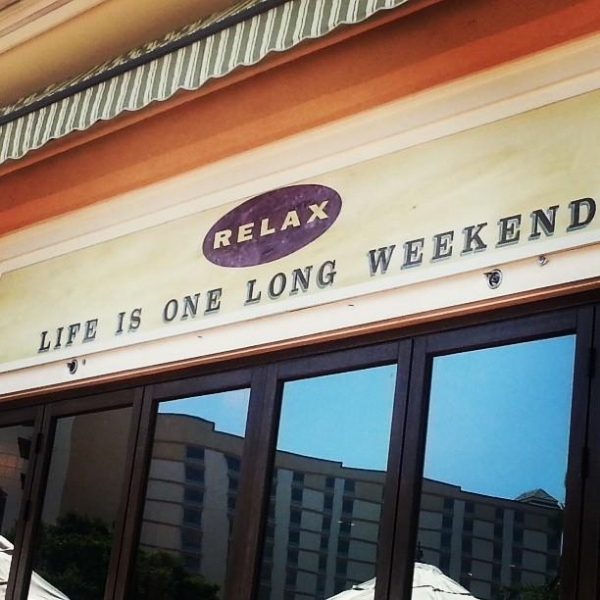 RELAX
LIFE IS ONE LONG WEEKEND